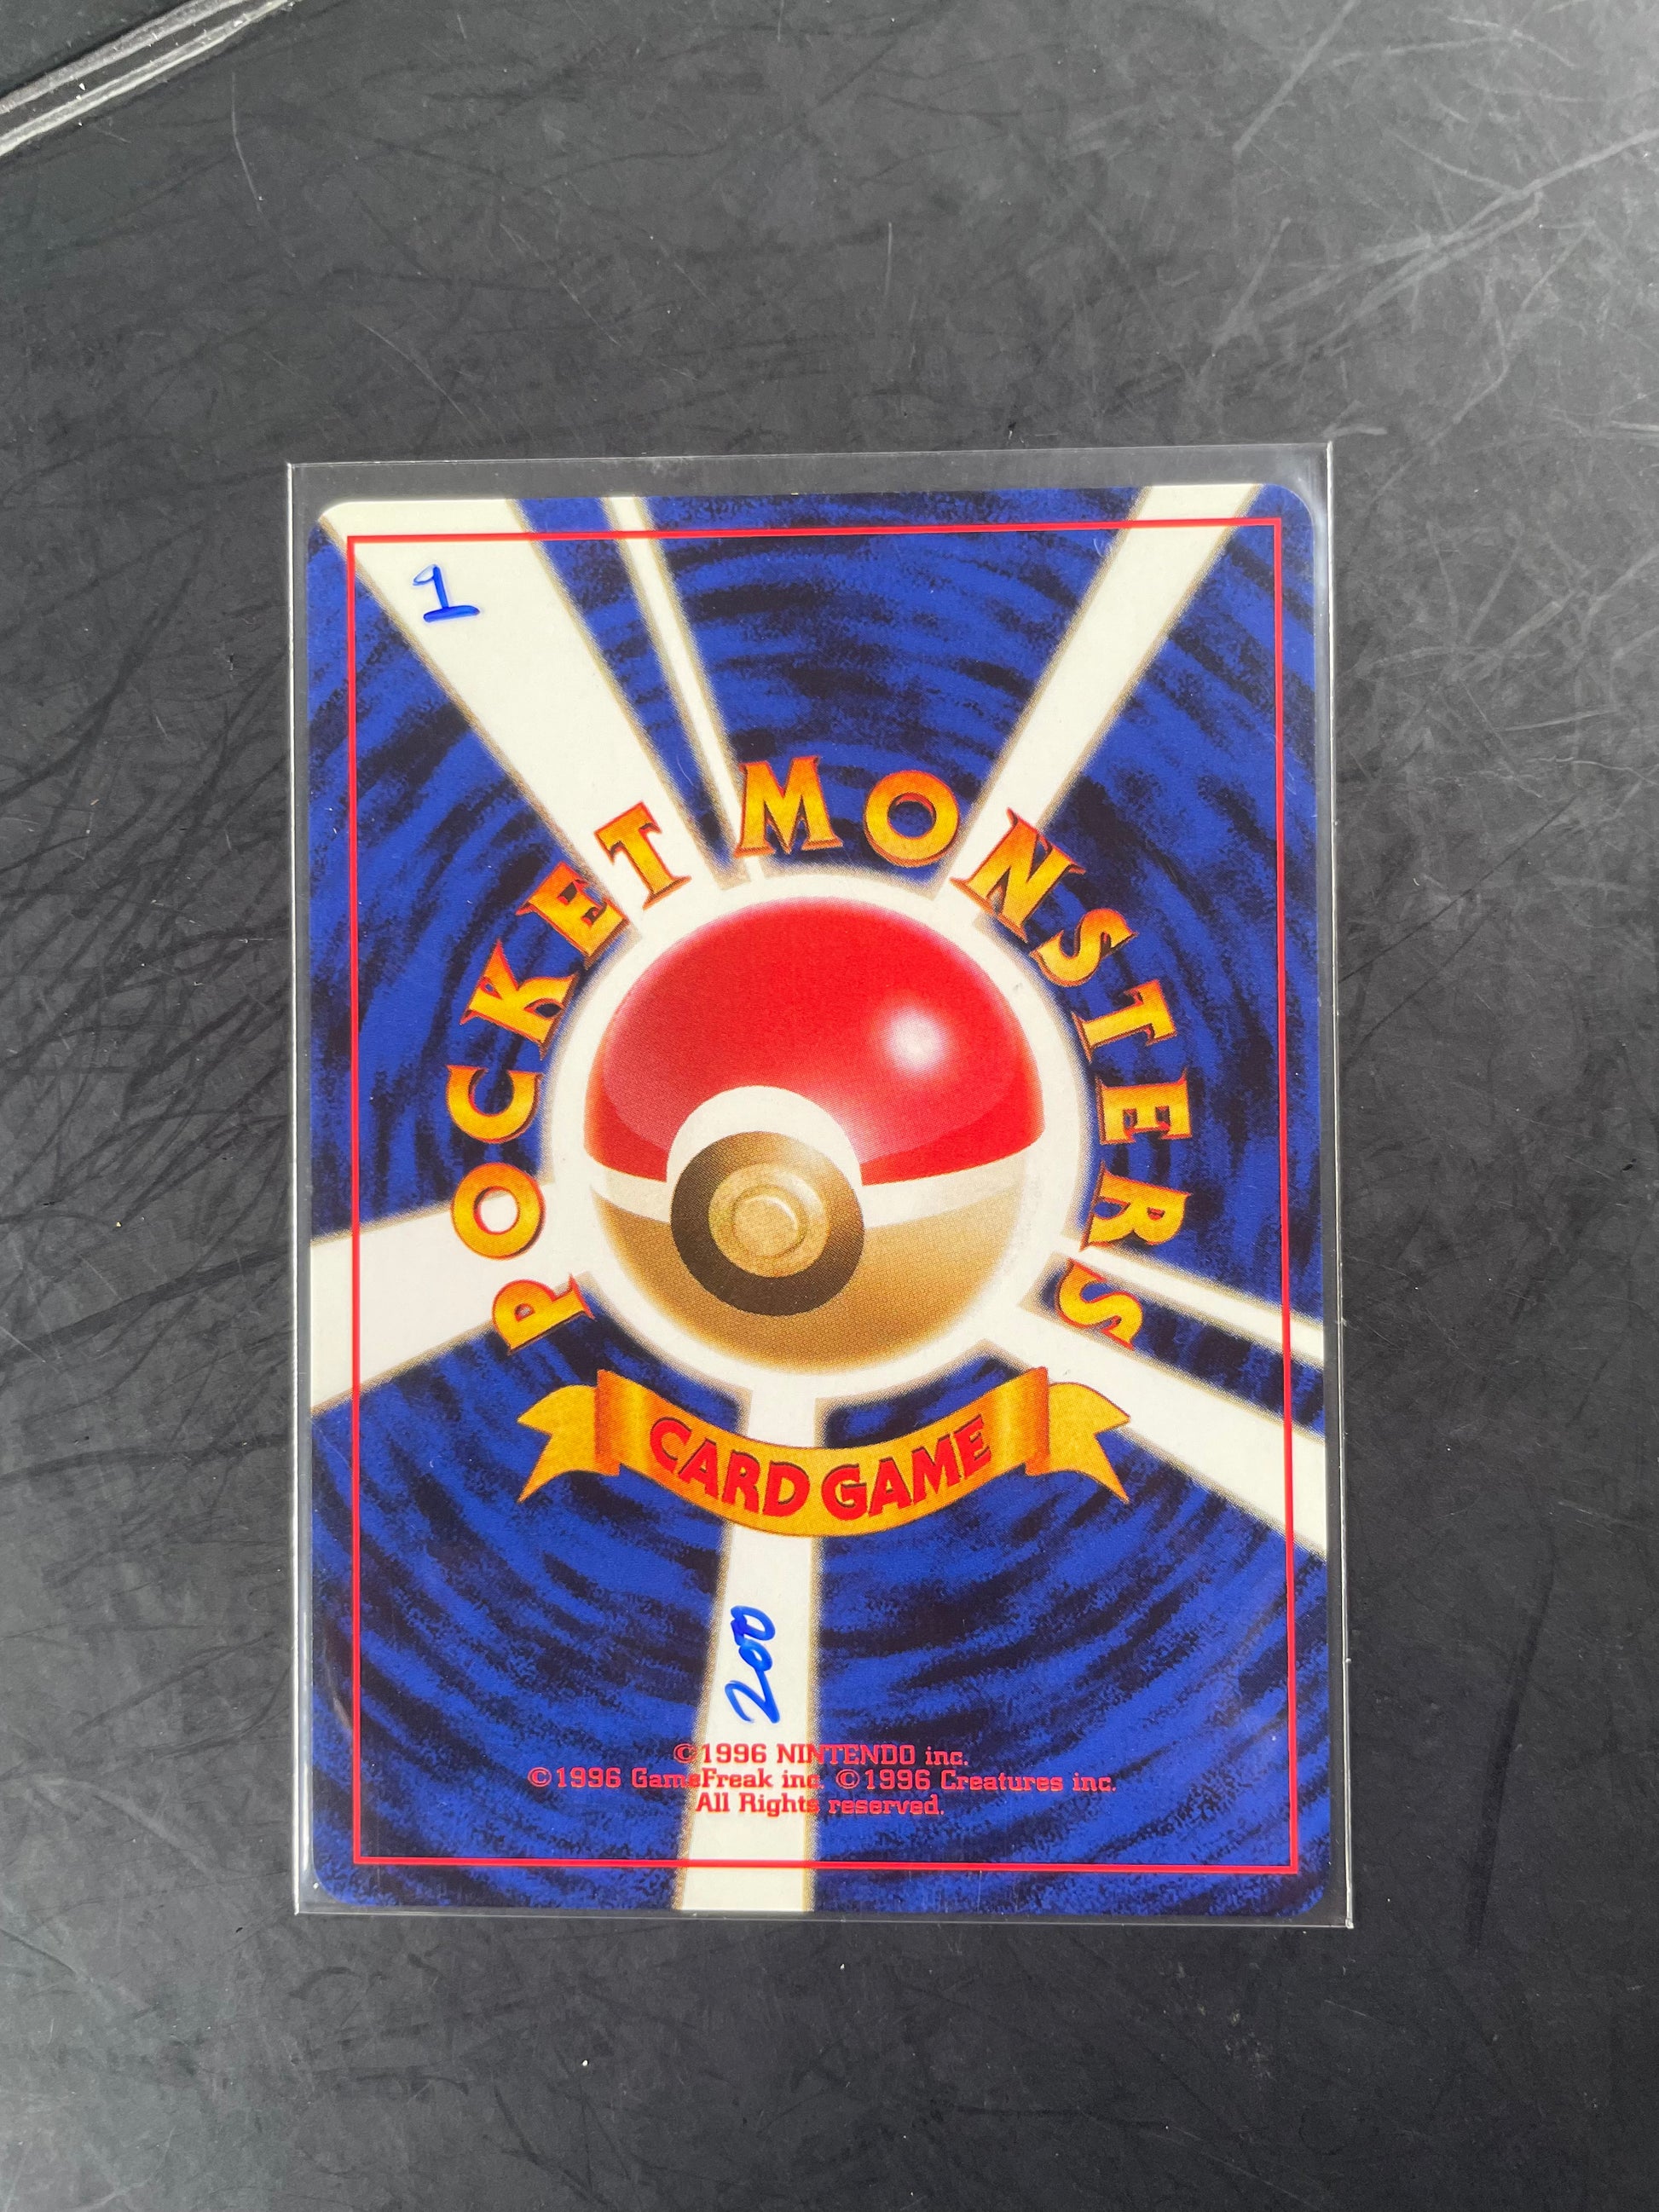 1
POCKET MONSTERS
CARD GAME
200
©1996 NINTENDO inc.
©1996 GameFreak inc. ©1996 Creatures inc.
All Rights reserved.